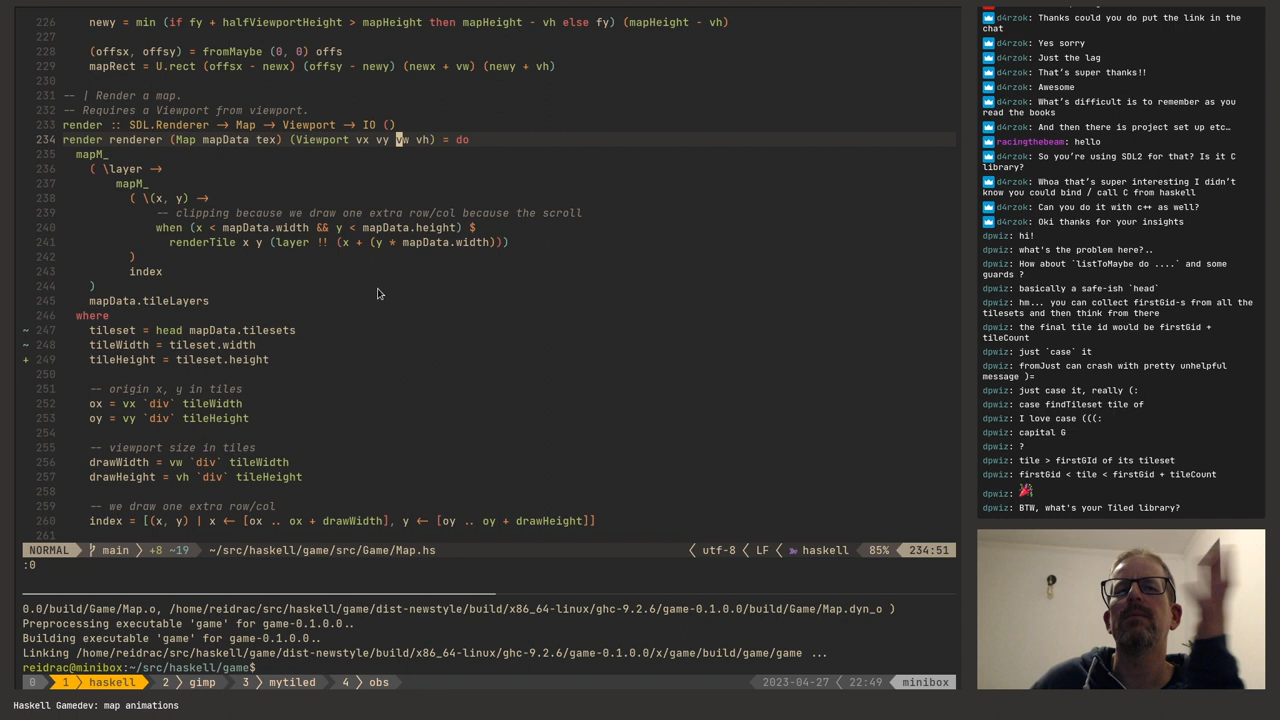 226 newy = min (if fy + halfViewportHeight > mapHeight then mapHeight - vh else fy) (mapHeight - vh)
227
228 (offsx, offsy) = fromMaybe (0, 0) offs
229 mapRect = U.rect (offsx - newx) (offsy - newy) (newx + vw) (newy + vh)
230
231 -- | Render a map.
232 -- Requires a Viewport from viewport.
233 render :: SDL.Renderer -> Map -> Viewport -> IO ()
234 render renderer (Map mapData tex) (Viewport vx vy vw vh) = do
235 mapM_
236 ( \layer ->
237 mapM_
238 ( \(x, y) ->
239 -- clipping because we draw one extra row/col because the scroll
240 when (x < mapData.width && y < mapData.height) $
241 renderTile x y (layer !! (x + (y * mapData.width)))
242 )
243 index
244 )
245 mapData.tileLayers
246 where
~ 247 tileset = head mapData.tilesets
~ 248 tileWidth = tileset.width
+ 249 tileHeight = tileset.height
250
251 -- origin x, y in tiles
252 ox = vx `div` tileWidth
253 oy = vy `div` tileHeight
254
255 -- viewport size in tiles
256 drawWidth = vw `div` tileWidth
257 drawHeight = vh `div` tileHeight
258
259 -- we draw one extra row/col
260 index = [(x, y) | x <- [ox .. ox + drawWidth], y <- [oy .. oy + drawHeight]]
261
NORMAL main +8 ~19 ~/src/haskell/game/src/Game/Map.hs utf-8 LF haskell 85% 234:51
:0
0.0/build/Game/Map.o, /home/reidrac/src/haskell/game/dist-newstyle/build/x86_64-linux/ghc-9.2.6/game-0.1.0.0/build/Game/Map.dyn_o )
Preprocessing executable 'game' for game-0.1.0.0..
Building executable 'game' for game-0.1.0.0..
Linking /home/reidrac/src/haskell/game/dist-newstyle/build/x86_64-linux/ghc-9.2.6/game-0.1.0.0/x/game/build/game/game ...
reidrac@minibox:~/src/haskell/game$
0 1 haskell 2 gimp 3 mytiled 4 obs 2023-04-27 22:49 minibox
Haskell Gamedev: map animations
d4rzok: Thanks could you do put the link in the
chat
d4rzok: Yes sorry
d4rzok: Just the lag
d4rzok: That's super thanks!!
d4rzok: Awesome
d4rzok: What's difficult is to remember as you
read the books
d4rzok: And then there is project set up etc…
racingthebeam: hello
d4rzok: So you're using SDL2 for that? Is it C
library?
d4rzok: Whoa that's super interesting I didn't
know you could bind / call C from haskell
d4rzok: Can you do it with c++ as well?
d4rzok: Oki thanks for your insights
dpwiz: hi!
dpwiz: what's the problem here?..
dpwiz: How about `listToMaybe do ....` and some
guards ?
dpwiz: basically a safe-ish `head`
dpwiz: hm... you can collect firstGid-s from all the
tilesets and then think from there
dpwiz: the final tile id would be firstGid +
tileCount
dpwiz: just `case` it
dpwiz: fromJust can crash with pretty unhelpful
message )=
dpwiz: just case it, really (:
dpwiz: case findTileset tile of
dpwiz: I love case (((:
dpwiz: capital G
dpwiz: ?
dpwiz: tile > firstGId of its tileset
dpwiz: firstGid < tile < firstGid + tileCount
dpwiz:
dpwiz: BTW, what's your Tiled library?